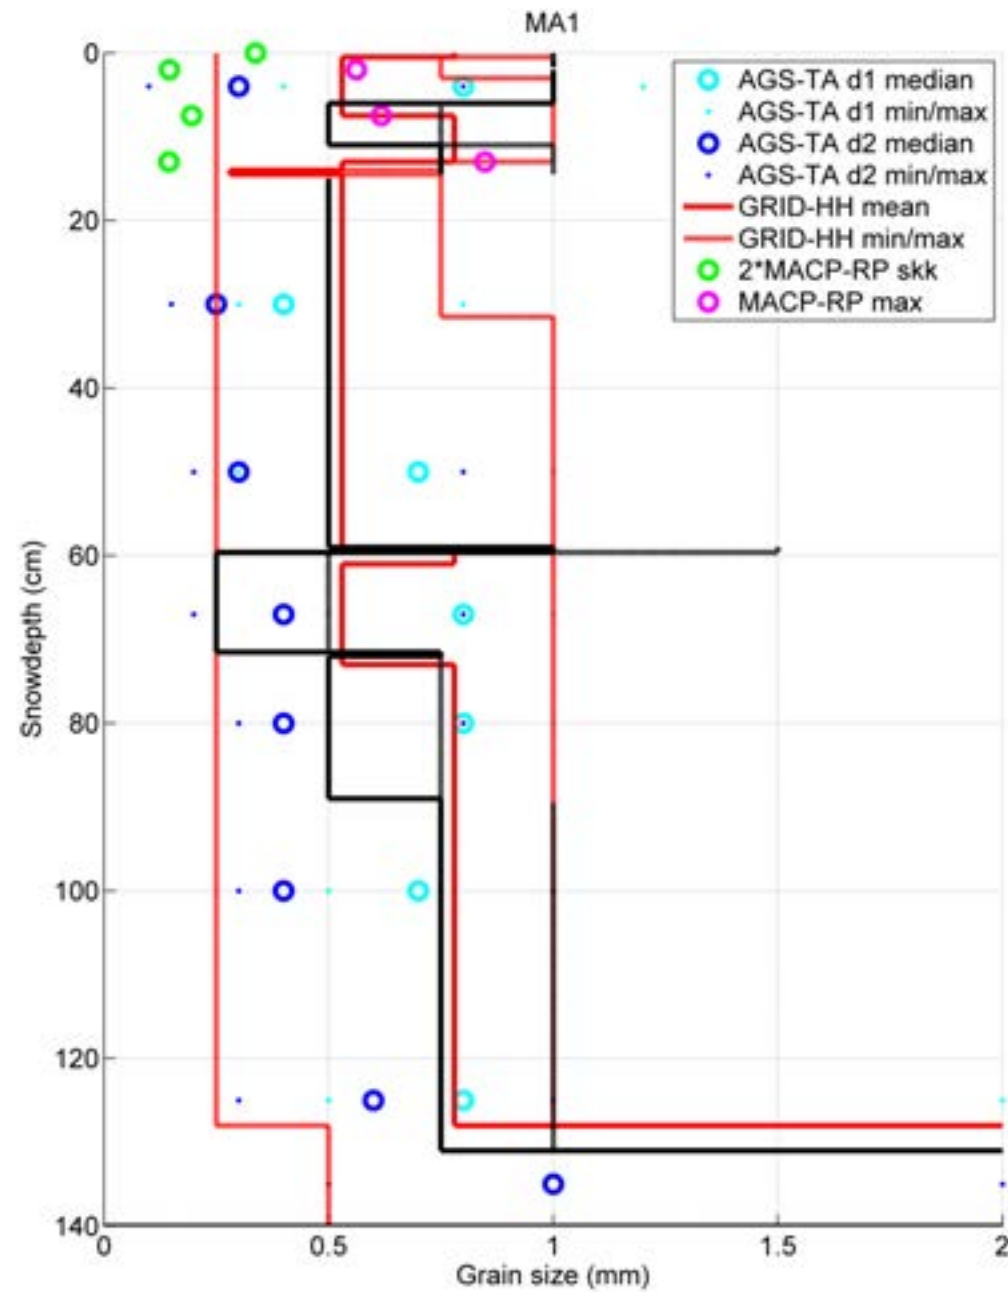 MA1
0
20
40
60
80
100
120
140
Snowdepth (cm)
AGS-TA d1 median
AGS-TA d1 min/max
AGS-TA d2 median
AGS-TA d2 min/max
GRID-HH mean
GRID-HH min/max
2*MACP-RP skk
MACP-RP max
0
0.5
1
1.5
2
Grain size (mm)